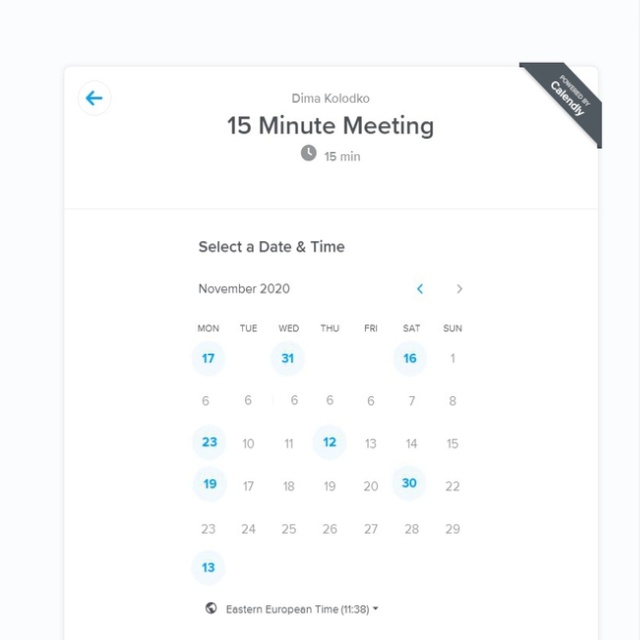 POWERED BY
Calendly
Dima Kolodko
15 Minute Meeting
15 min
Select a Date & Time
November 2020
MON TUE WED THU FRI SAT SUN
17 31 16 1
6 6 6 6 6 7 8
23 10 11 12 13 14 15
19 17 18 19 20 30 22
23 24 25 26 27 28 29
13
Eastern European Time (11:38)